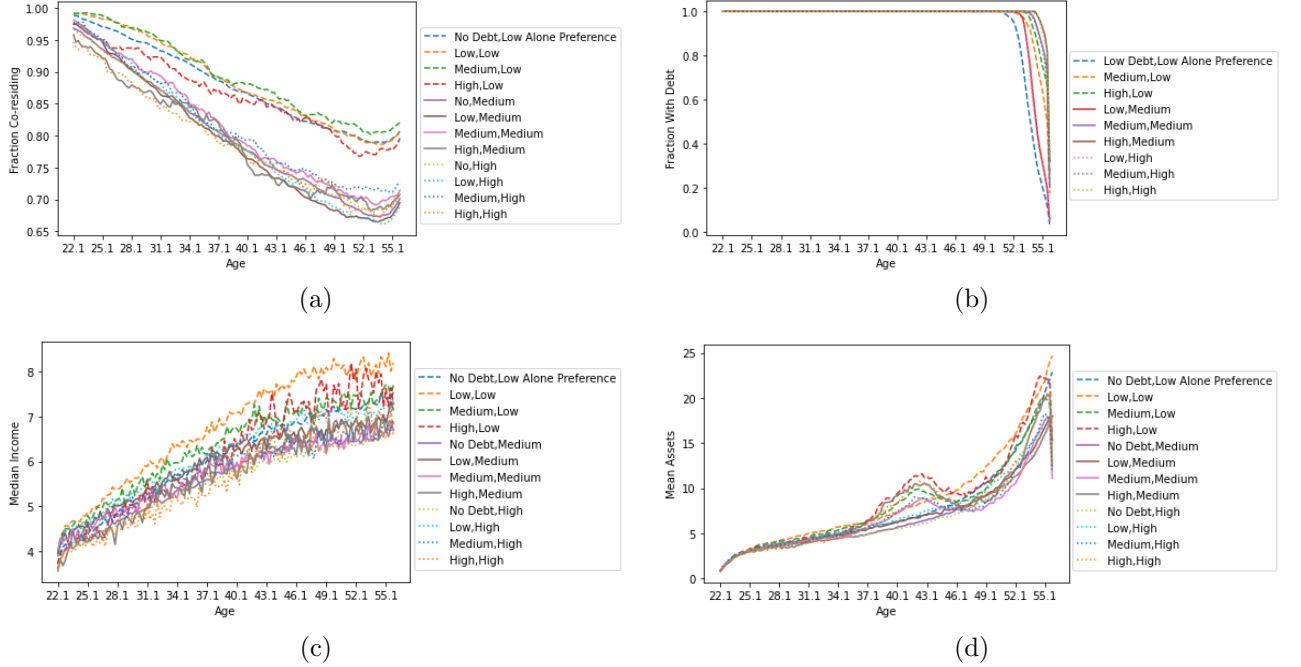 Fraction Co-residing
1.00
0.95
0.90
0.85
0.80
0.75
0.70
0.65
22.1 25.1 28.1 31.1 34.1 37.1 40.1 43.1 46.1 49.1 52.1 55.1
Age
No Debt,Low Alone Preference
Low,Low
Medium,Low
High,Low
No,Medium
Low,Medium
Medium,Medium
High,Medium
No,High
Low,High
Medium,High
High,High
(a)
Fraction With Debt
1.0
0.8
0.6
0.4
0.2
0.0
22.1 25.1 28.1 31.1 34.1 37.1 40.1 43.1 46.1 49.1 52.1 55.1
Age
Low Debt,Low Alone Preference
Medium,Low
High,Low
Low,Medium
Medium,Medium
High,Medium
Low,High
Medium,High
High,High
(b)
Median Income
8
7
6
5
4
22.1 25.1 28.1 31.1 34.1 37.1 40.1 43.1 46.1 49.1 52.1 55.1
Age
No Debt,Low Alone Preference
Low,Low
Medium,Low
High,Low
No Debt,Medium
Low,Medium
Medium,Medium
High,Medium
No Debt,High
Low,High
Medium,High
High,High
(c)
Mean Assets
25
20
15
10
5
0
22.1 25.1 28.1 31.1 34.1 37.1 40.1 43.1 46.1 49.1 52.1 55.1
Age
No Debt,Low Alone Preference
Low,Low
Medium,Low
High,Low
No Debt,Medium
Low,Medium
Medium,Medium
High,Medium
No Debt,High
Low,High
Medium,High
High,High
(d)